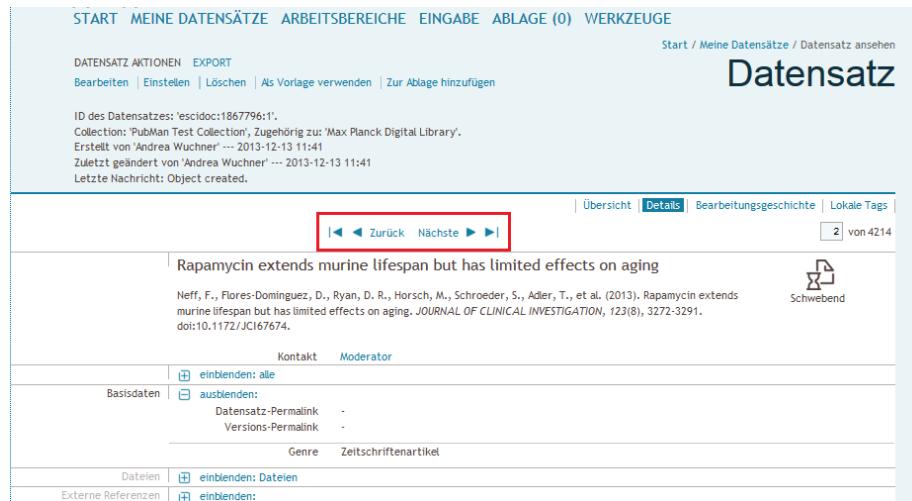 START MEINE DATENSÄTZE ARBEITSBEREICHE EINGABE ABLAGE (0) WERKZEUGE
Start / Meine Datensätze / Datensatz ansehen
Datensatz
DATENSATZ AKTIONEN EXPORT
Bearbeiten | Einstellen | Löschen | Als Vorlage verwenden | Zur Ablage hinzufügen
ID des Datensatzes: 'escidoc:1867796:1'.
Collection: 'PubMan Test Collection', Zugehörig zu: 'Max Planck Digital Library'.
Erstellt von 'Andrea Wuchner' --- 2013-12-13 11:41
Zuletzt geändert von 'Andrea Wuchner' --- 2013-12-13 11:41
Letzte Nachricht: Object created.
Übersicht | Details | Bearbeitungsgeschichte | Lokale Tags
Zurück Nächste
2 von 4214
Rapamycin extends murine lifespan but has limited effects on aging
Neff, F., Flores-Dominguez, D., Ryan, D. R., Horsch, M., Schroeder, S., Adler, T., et al. (2013). Rapamycin extends
murine lifespan but has limited effects on aging. JOURNAL OF CLINICAL INVESTIGATION, 123(8), 3272-3291.
doi:10.1172/JCI67674.
Schwebend
Kontakt Moderator
einblenden: alle
Basisdaten ausblenden:
Datensatz-Permalink -
Versions-Permalink -
Genre Zeitschriftenartikel
Dateien einblenden: Dateien
Externe Referenzen einblenden: